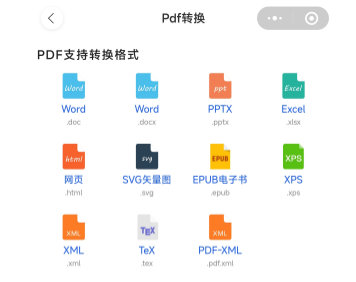 Pdf转换
PDF支持转换格式
Word Word ppt Excel
Word Word PPTX Excel
.doc .docx .pptx .xlsx
html svg EPUB XPS
网页 SVG矢量图 EPUB电子书 XPS
.html .svg .epub .xps
XML TEX XML
XML TeX PDF-XML
.xml .tex .pdf.xml